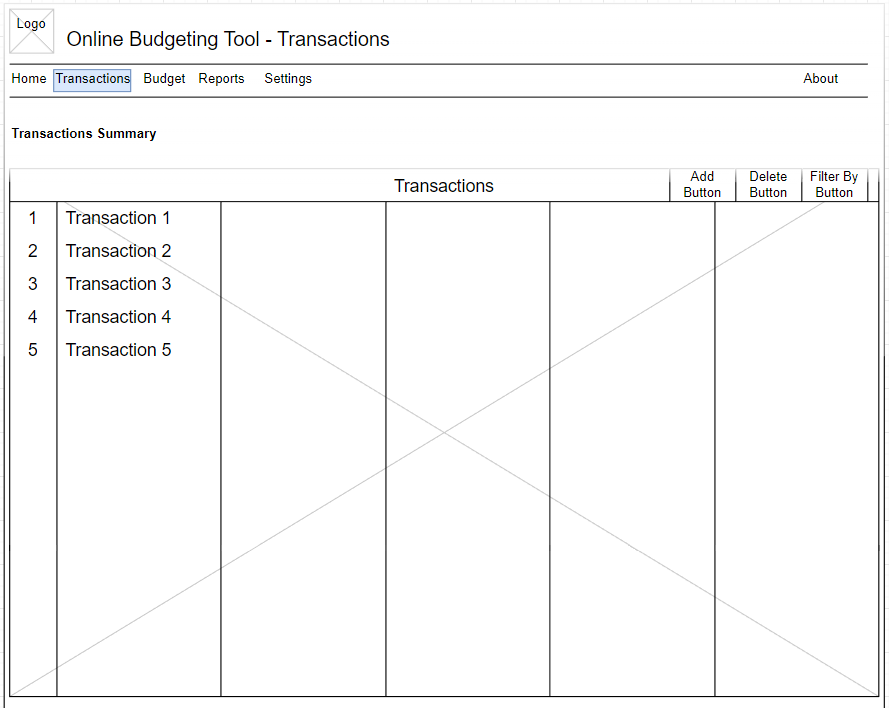 Logo
Online Budgeting Tool - Transactions
Home Transactions Budget Reports Settings About
Transactions Summary
Transactions
Add
Button
Delete
Button
Filter By
Button
1 Transaction 1
2 Transaction 2
3 Transaction 3
4 Transaction 4
5 Transaction 5